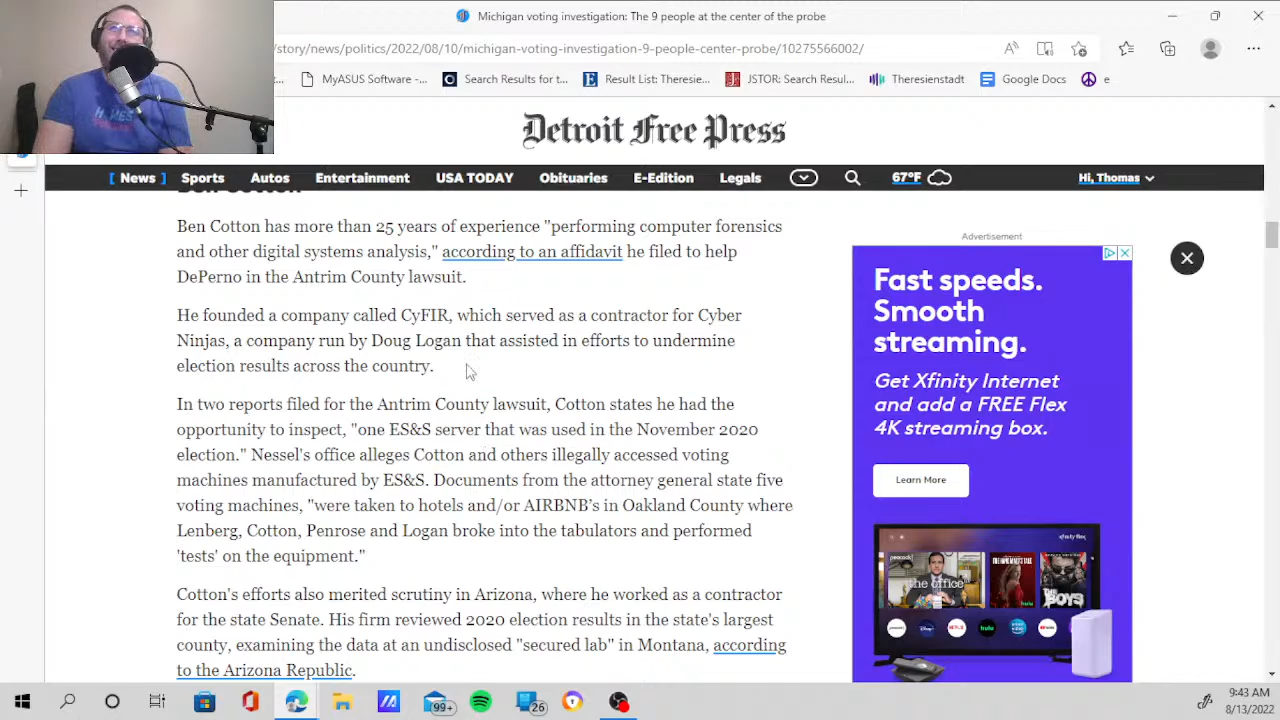 Michigan voting investigation: The 9 people at the center of the probe
/story/news/politics/2022/08/10/michigan-voting-investigation-9-people-center-probe/10275566002/
MyASUS Software -...
Search Results for t...
Result List: Theresie...
JSTOR: Search Resul...
Theresienstadt
Google Docs
e
Detroit Free Press
[ News ]
Sports
Autos
Entertainment
USA TODAY
Obituaries
E-Edition
Legals
67°F
Hi, Thomas
Ben Cotton
Ben Cotton has more than 25 years of experience "performing computer forensics
and other digital systems analysis," according to an affidavit he filed to help
DePerno in the Antrim County lawsuit.
He founded a company called CyFIR, which served as a contractor for Cyber
Ninjas, a company run by Doug Logan that assisted in efforts to undermine
election results across the country.
In two reports filed for the Antrim County lawsuit, Cotton states he had the
opportunity to inspect, "one ES&S server that was used in the November 2020
election." Nessel's office alleges Cotton and others illegally accessed voting
machines manufactured by ES&S. Documents from the attorney general state five
voting machines, "were taken to hotels and/or AIRBNB's in Oakland County where
Lenberg, Cotton, Penrose and Logan broke into the tabulators and performed
'tests' on the equipment."
Cotton's efforts also merited scrutiny in Arizona, where he worked as a contractor
for the state Senate. His firm reviewed 2020 election results in the state's largest
county, examining the data at an undisclosed "secured lab" in Montana, according
to the Arizona Republic.
Advertisement
Fast speeds.
Smooth
streaming.
Get Xfinity Internet
and add a FREE Flex
4K streaming box.
Learn More
peacock
the office
THE BOYS
hulu
99+
26
9:43 AM
8/13/2022